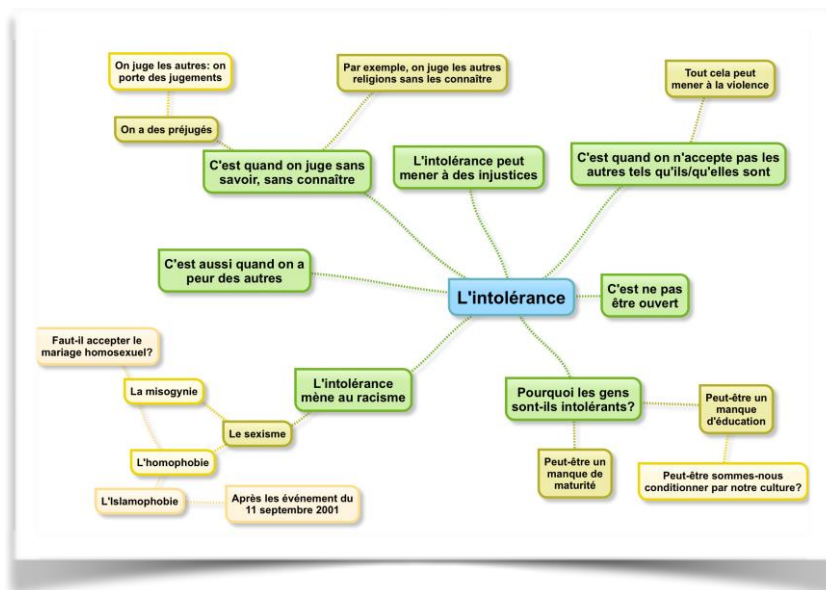 On juge les autres: on
porte des jugements
On a des préjugés
Par exemple, on juge les autres
religions sans les connaître
Tout cela peut
mener à la violence
C'est quand on juge sans
savoir, sans connaître
L'intolérance peut
mener à des injustices
C'est quand on n'accepte pas les
autres tels qu'ils/qu'elles sont
C'est aussi quand on a
peur des autres
L'intolérance
C'est ne pas
être ouvert
Faut-il accepter le
mariage homosexuel?
La misogynie
L'intolérance
mène au racisme
Le sexisme
L'homophobie
L'Islamophobie
Après les événement du
11 septembre 2001
Pourquoi les gens
sont-ils intolérants?
Peut-être un
manque
d'éducation
Peut-être un
manque de
maturité
Peut-être sommes-nous
conditionner par notre culture?